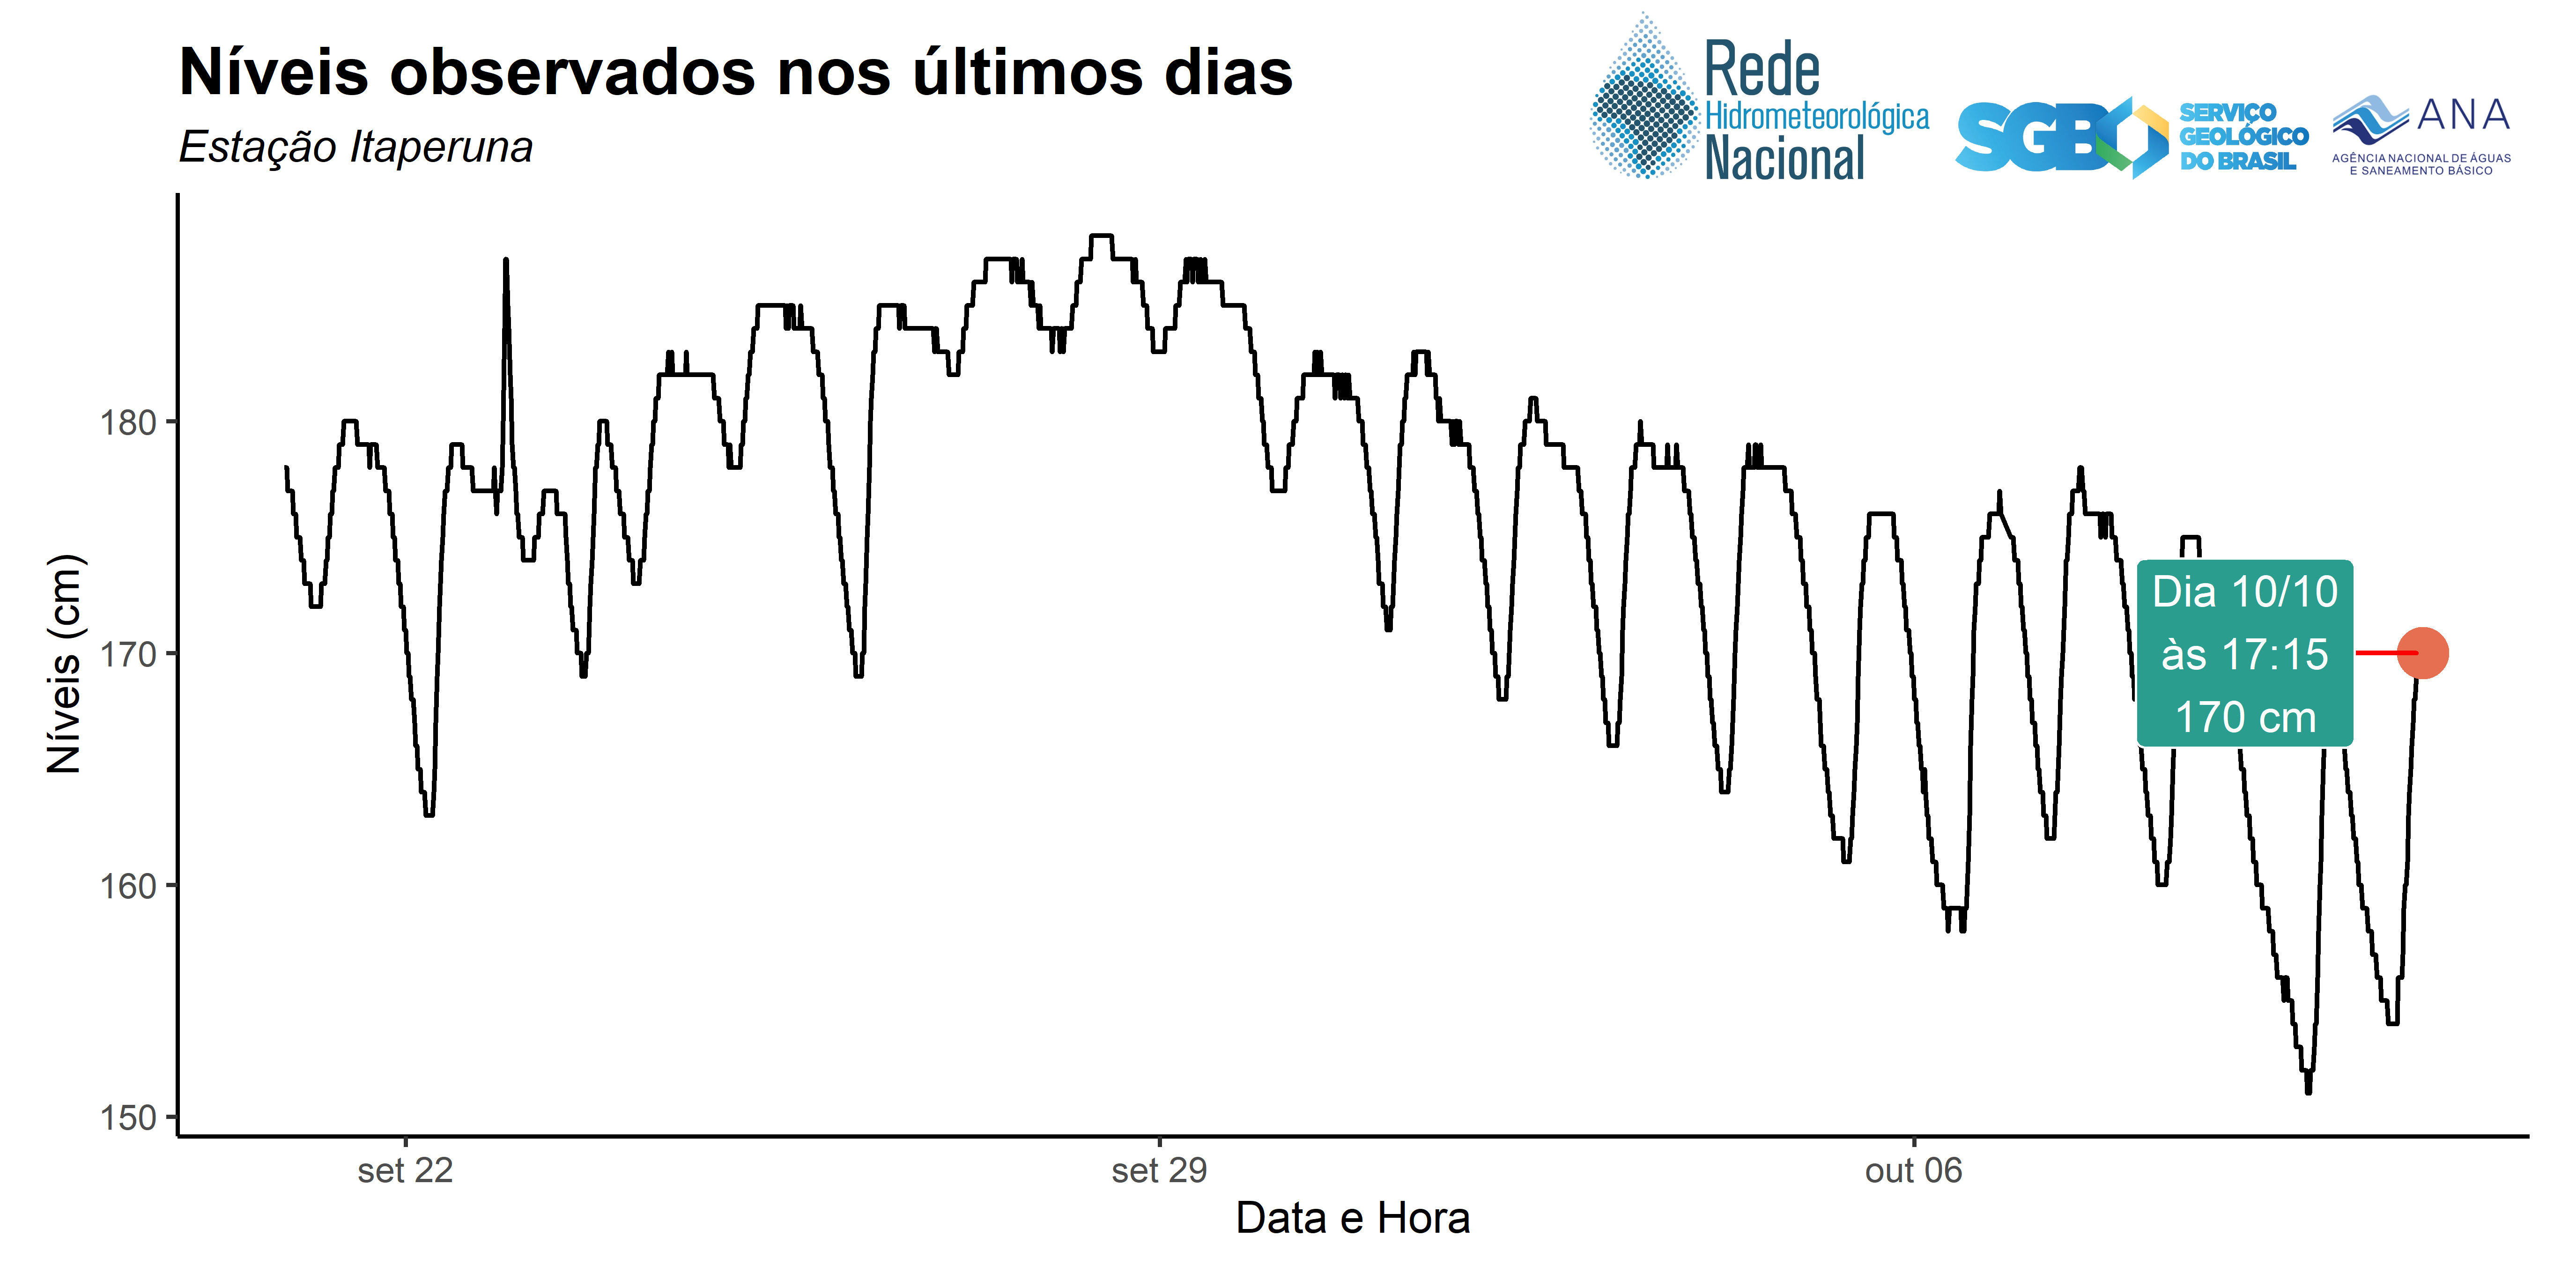 Níveis observados nos últimos dias
Estação Itaperuna
Rede
Hidrometeorológica
Nacional
SGB
SERVIÇO
GEOLÓGICO
DO BRASIL
ANA
AGÊNCIA NACIONAL DE ÁGUAS
E SANEAMENTO BÁSICO
Níveis (cm)
180
170
160
150
Dia 10/10
às 17:15
170 cm
set 22
set 29
out 06
Data e Hora